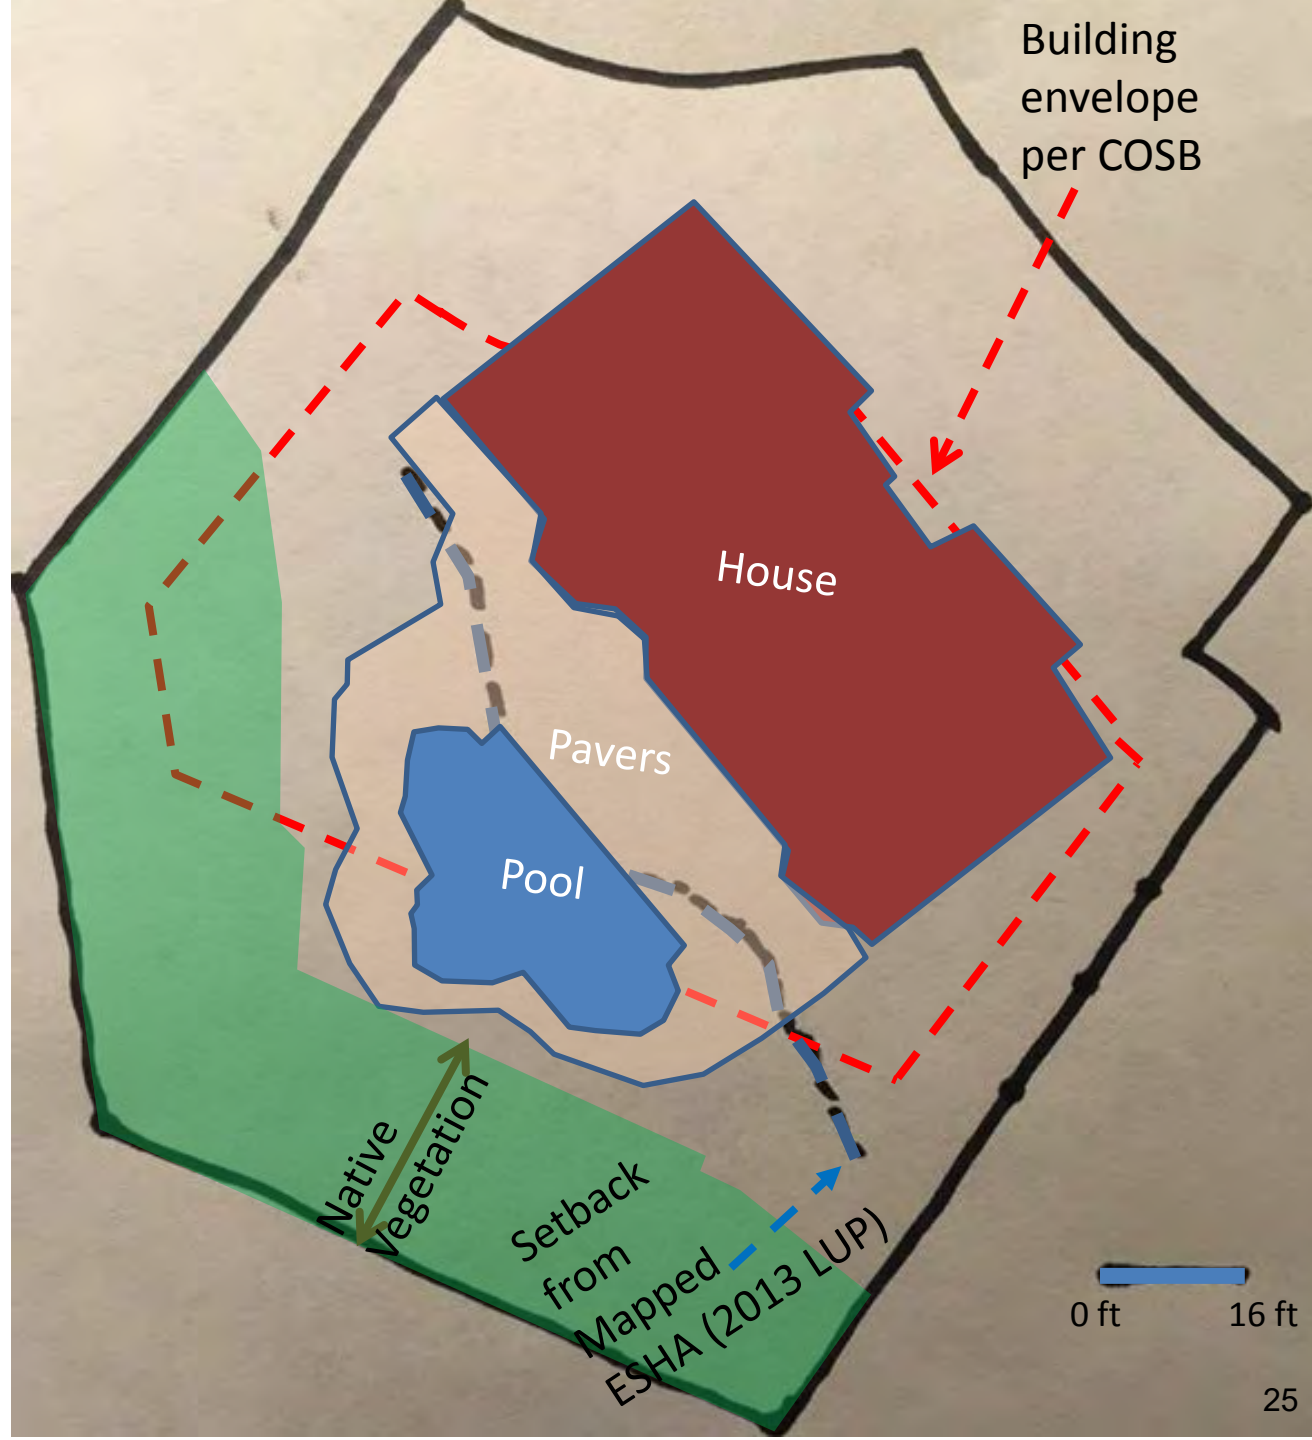 Building
envelope
per COSB
House
Pavers
Pool
Native
Vegetation
Setback
from
Mapped
ESHA (2013 LUP)
0 ft
16 ft
25